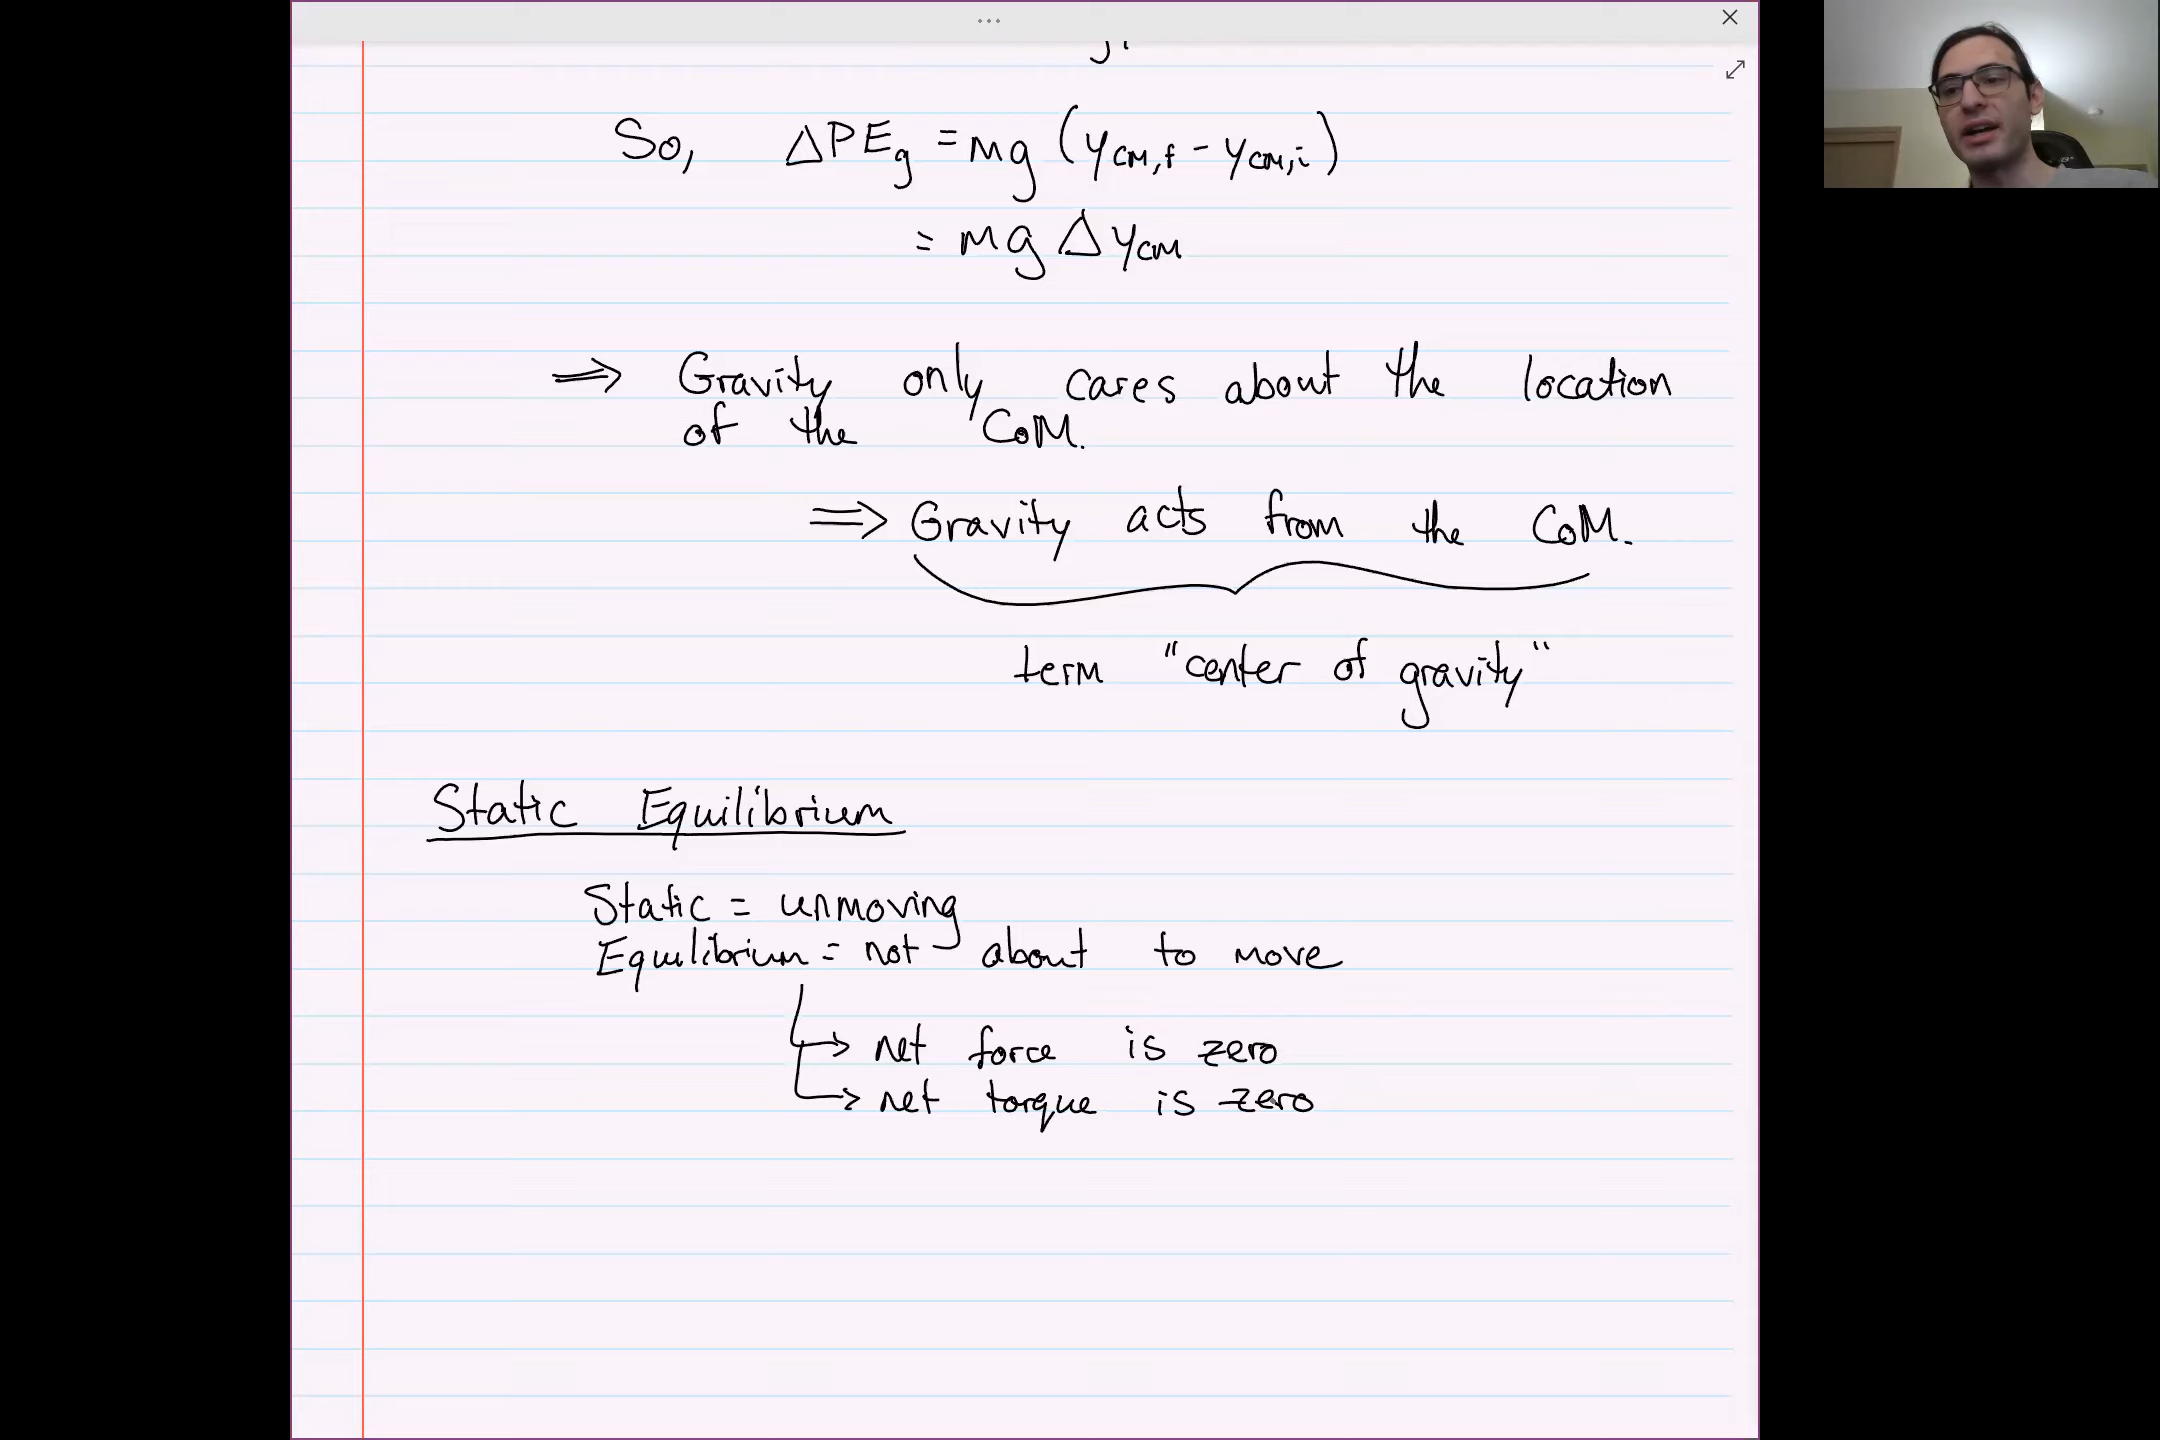 So, ΔPEg = mg (yCM,f - yCM,i)
= mg ΔyCM
⇒ Gravity only cares about the location
of the CoM.
⇒ Gravity acts from the CoM.
term "center of gravity"
Static Equilibrium
Static = unmoving
Equilibrium = not about to move
→ net force is zero
→ net torque is zero